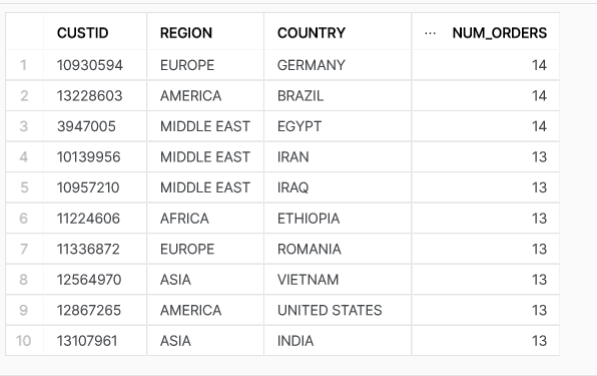 CUSTID REGION COUNTRY ... NUM_ORDERS
1 10930594 EUROPE GERMANY 14
2 13228603 AMERICA BRAZIL 14
3 3947005 MIDDLE EAST EGYPT 14
4 10139956 MIDDLE EAST IRAN 13
5 10957210 MIDDLE EAST IRAQ 13
6 11224606 AFRICA ETHIOPIA 13
7 11336872 EUROPE ROMANIA 13
8 12564970 ASIA VIETNAM 13
9 12867265 AMERICA UNITED STATES 13
10 13107961 ASIA INDIA 13